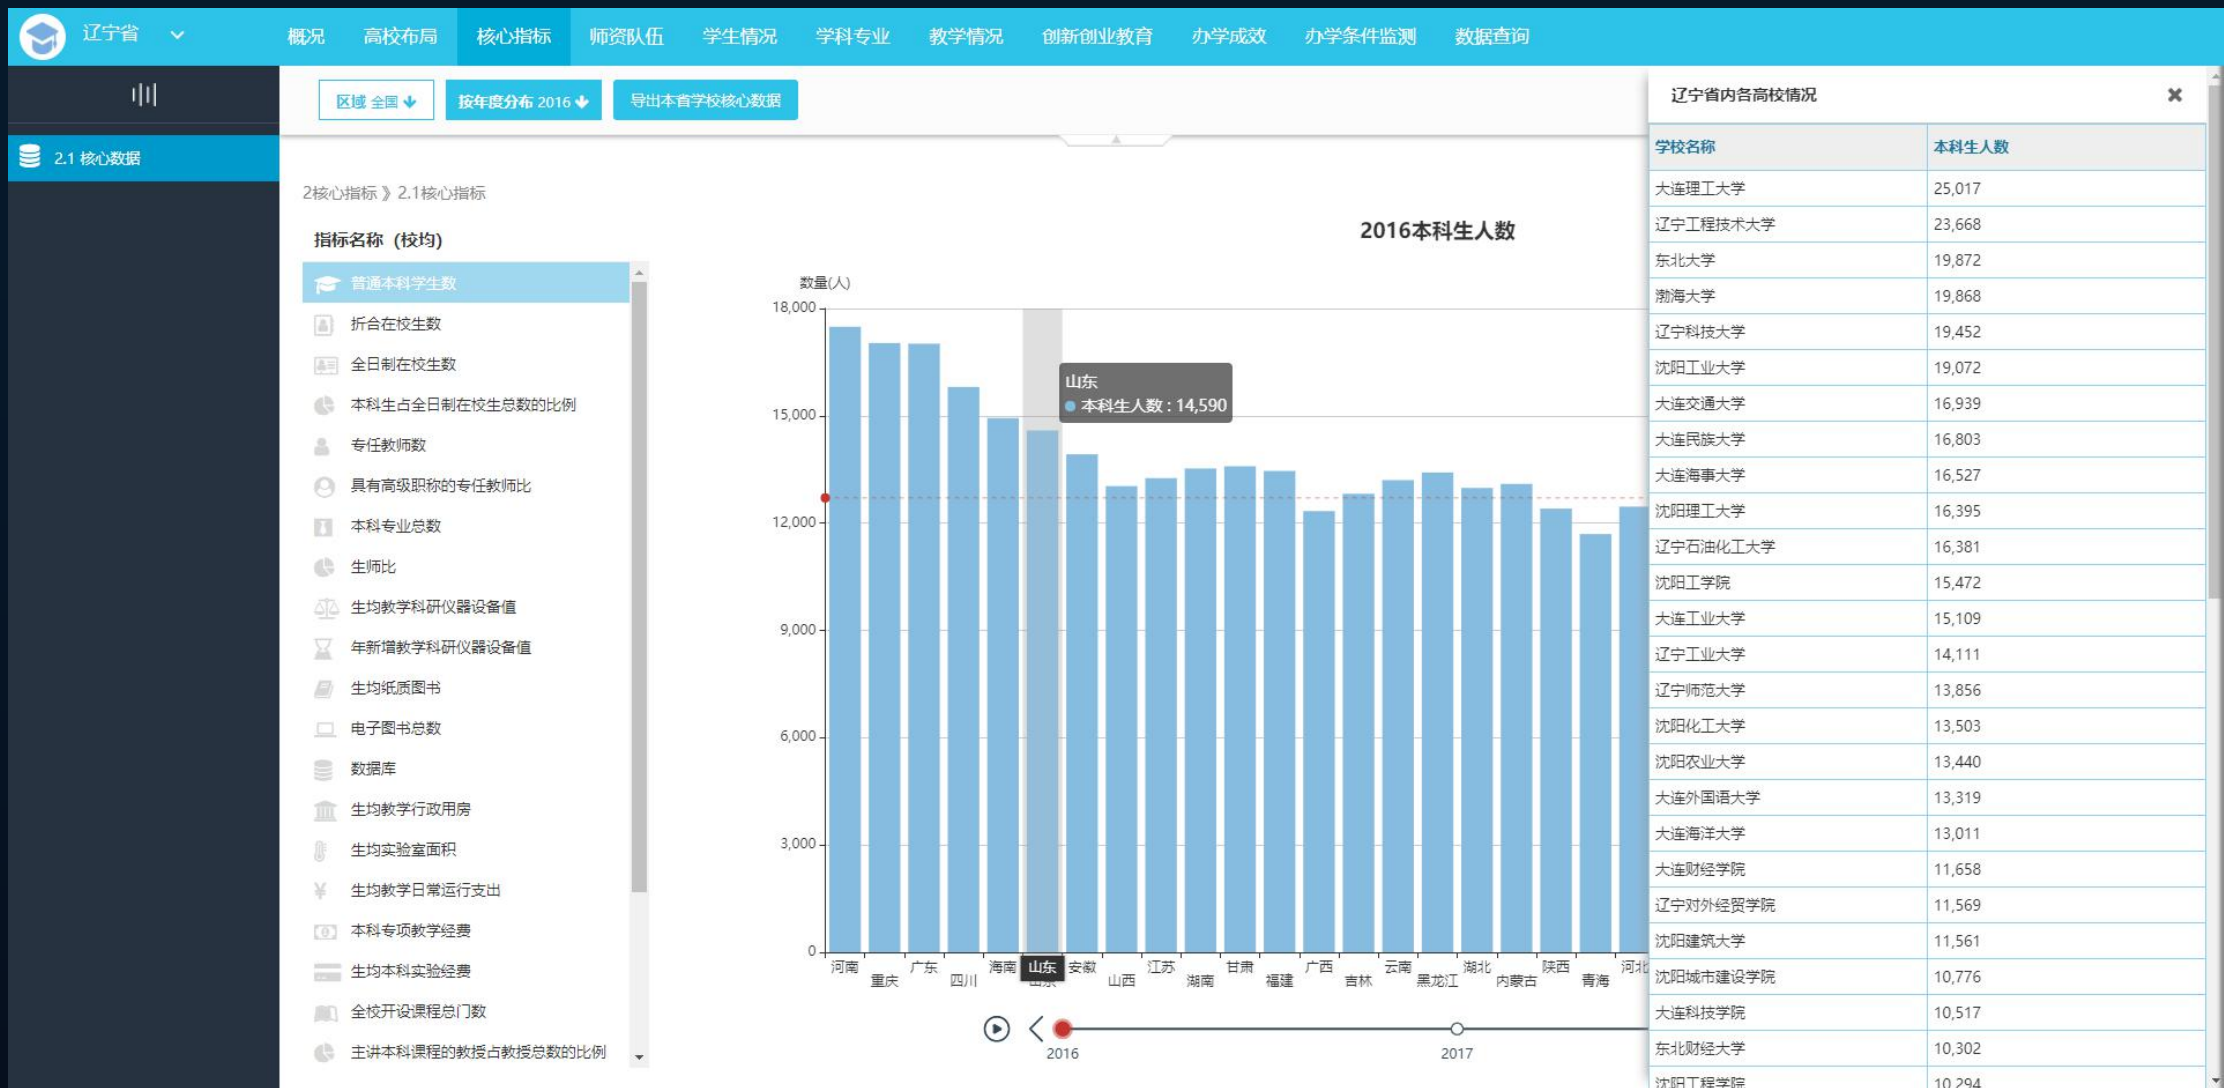 辽宁省
概况 高校布局 核心指标 师资队伍 学生情况 学科专业 教学情况 创新创业教育 办学成效 办学条件监测 数据查询
2.1 核心数据
区域 全国 按年度分布 2016 导出本省学校核心数据
2核心指标 》2.1核心指标
指标名称（校均）
普通本科学生数
折合在校生数
全日制在校生数
本科生占全日制在校生总数的比例
专任教师数
具有高级职称的专任教师比
本科专业总数
生师比
生均教学科研仪器设备值
年新增教学科研仪器设备值
生均纸质图书
电子图书总数
数据库
生均教学行政用房
生均实验室面积
生均教学日常运行支出
本科专项教学经费
生均本科实验经费
全校开设课程总门数
主讲本科课程的教授占教授总数的比例
2016本科生人数
数量(人)
18,000
15,000
12,000
9,000
6,000
3,000
0
山东
本科生人数 : 14,590
河南 重庆 广东 四川 海南 山东 安徽 山西 江苏 湖南 甘肃 福建 广西 吉林 云南 黑龙江 湖北 内蒙古 陕西 青海 河北
2016 2017
辽宁省内各高校情况
学校名称 本科生人数
大连理工大学 25,017
辽宁工程技术大学 23,668
东北大学 19,872
渤海大学 19,868
辽宁科技大学 19,452
沈阳工业大学 19,072
大连交通大学 16,939
大连民族大学 16,803
大连海事大学 16,527
沈阳理工大学 16,395
辽宁石油化工大学 16,381
沈阳工学院 15,472
大连工业大学 15,109
辽宁工业大学 14,111
辽宁师范大学 13,856
沈阳化工大学 13,503
沈阳农业大学 13,440
大连外国语大学 13,319
大连海洋大学 13,011
大连财经学院 11,658
辽宁对外经贸学院 11,569
沈阳建筑大学 11,561
沈阳城市建设学院 10,776
大连科技学院 10,517
东北财经大学 10,302
沈阳工程学院 10,294